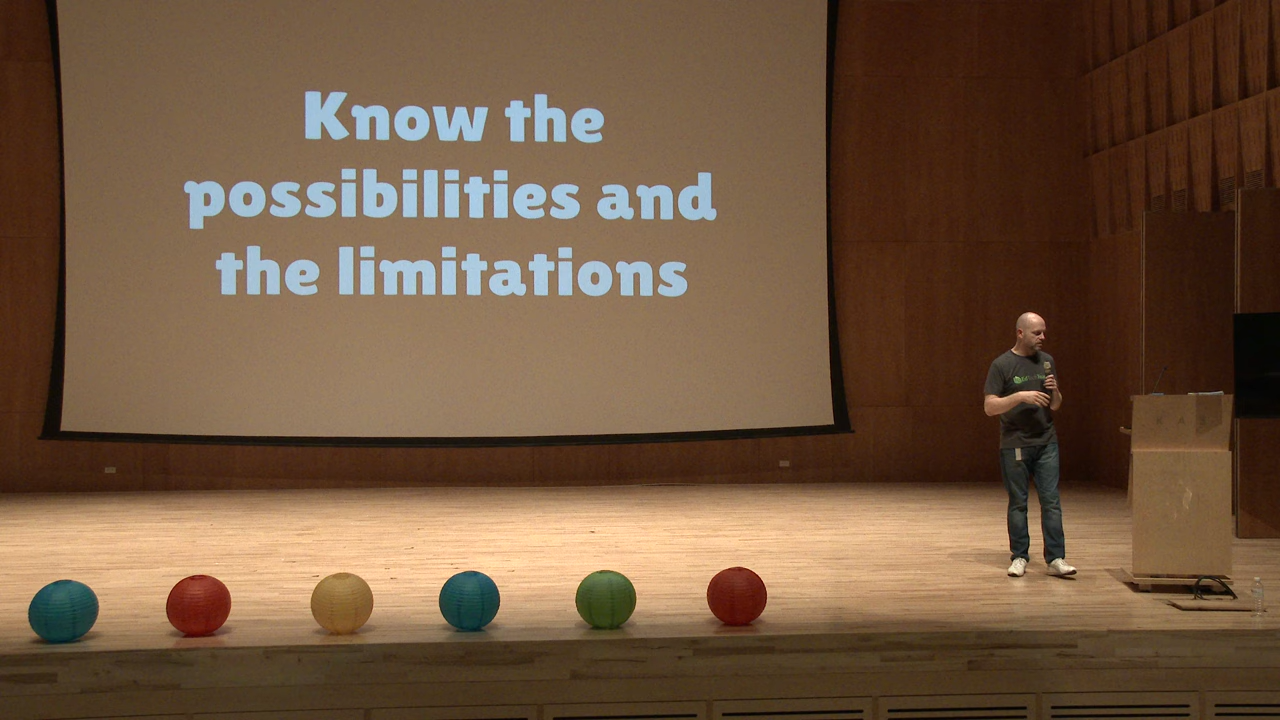 Know the
possibilities and
the limitations